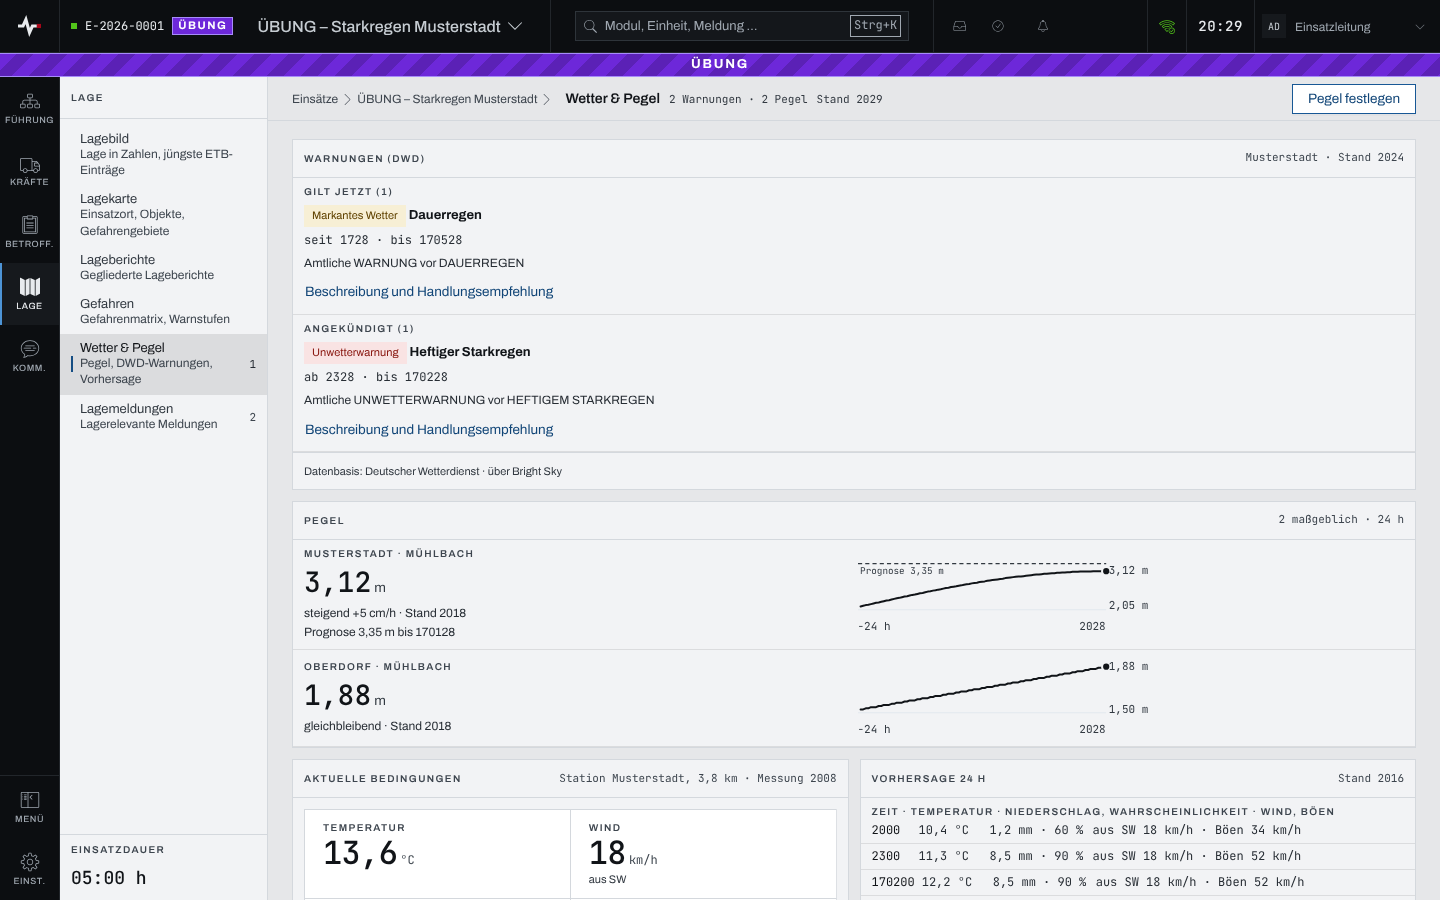 E-2026-0001 ÜBUNG ÜBUNG – Starkregen Musterstadt Modul, Einheit, Meldung ... Strg+K 20:29 AD Einsatzleitung
ÜBUNG
FÜHRUNG
KRÄFTE
BETROFF.
LAGE
KOMM.
MENÜ
EINST.
LAGE
Lagebild
Lage in Zahlen, jüngste ETB-
Einträge
Lagekarte
Einsatzort, Objekte,
Gefahrengebiete
Lageberichte
Gegliederte Lageberichte
Gefahren
Gefahrenmatrix, Warnstufen
Wetter & Pegel
Pegel, DWD-Warnungen, 1
Vorhersage
Lagemeldungen
Lagerelevante Meldungen 2
EINSATZDAUER
05:00 h
Einsätze ÜBUNG – Starkregen Musterstadt Wetter & Pegel 2 Warnungen · 2 Pegel Stand 2029 Pegel festlegen
WARNUNGEN (DWD) Musterstadt · Stand 2024
GILT JETZT (1)
Markantes Wetter Dauerregen
seit 1728 · bis 170528
Amtliche WARNUNG vor DAUERREGEN
Beschreibung und Handlungsempfehlung
ANGEKÜNDIGT (1)
Unwetterwarnung Heftiger Starkregen
ab 2328 · bis 170228
Amtliche UNWETTERWARNUNG vor HEFTIGEM STARKREGEN
Beschreibung und Handlungsempfehlung
Datenbasis: Deutscher Wetterdienst · über Bright Sky
PEGEL 2 maßgeblich · 24 h
MUSTERSTADT · MÜHLBACH
3,12 m
steigend +5 cm/h · Stand 2018
Prognose 3,35 m bis 170128
Prognose 3,35 m 3,12 m
2,05 m
-24 h 2028
OBERDORF · MÜHLBACH
1,88 m
gleichbleibend · Stand 2018
1,88 m
1,50 m
-24 h 2028
AKTUELLE BEDINGUNGEN Station Musterstadt, 3,8 km · Messung 2008
TEMPERATUR
13,6 °C
WIND
18 km/h
aus SW
VORHERSAGE 24 H Stand 2016
ZEIT · TEMPERATUR · NIEDERSCHLAG, WAHRSCHEINLICHKEIT · WIND, BÖEN
2000 10,4 °C 1,2 mm · 60 % aus SW 18 km/h · Böen 34 km/h
2300 11,3 °C 8,5 mm · 90 % aus SW 18 km/h · Böen 52 km/h
170200 12,2 °C 8,5 mm · 90 % aus SW 18 km/h · Böen 52 km/h